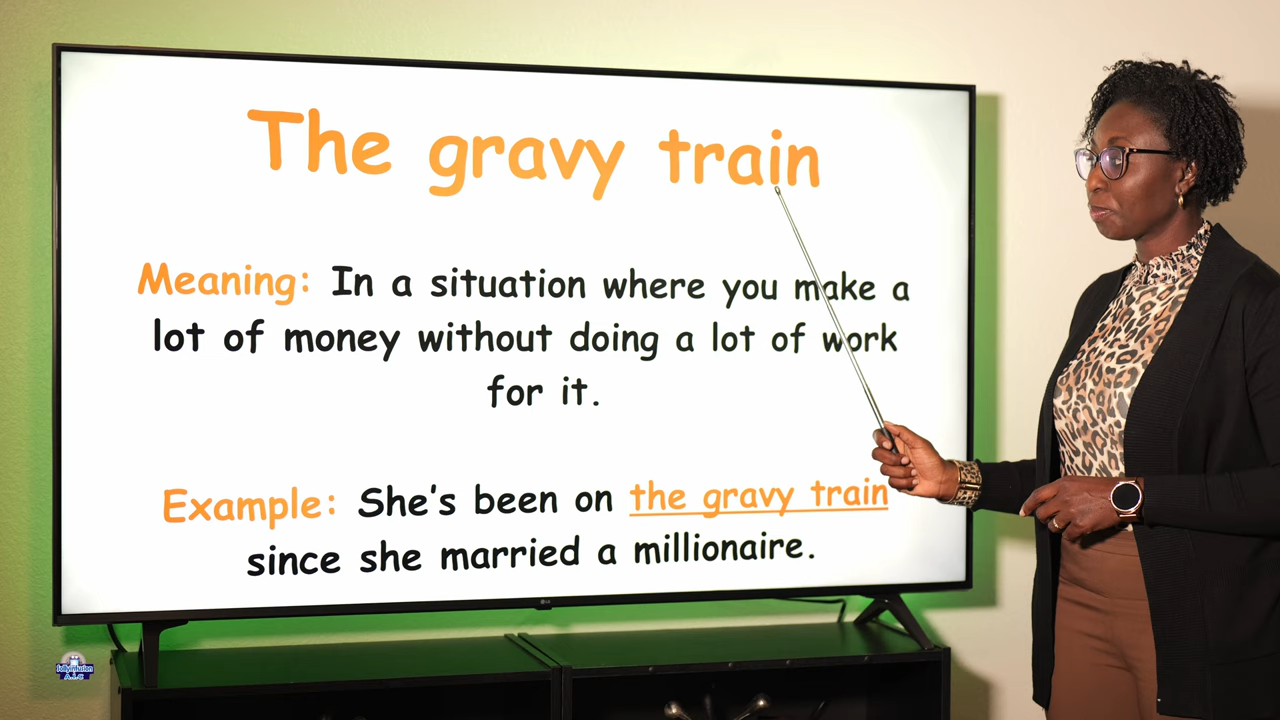 The gravy train
Meaning: In a situation where you make a
lot of money without doing a lot of work
for it.
Example: She's been on the gravy train
since she married a millionaire.
LG